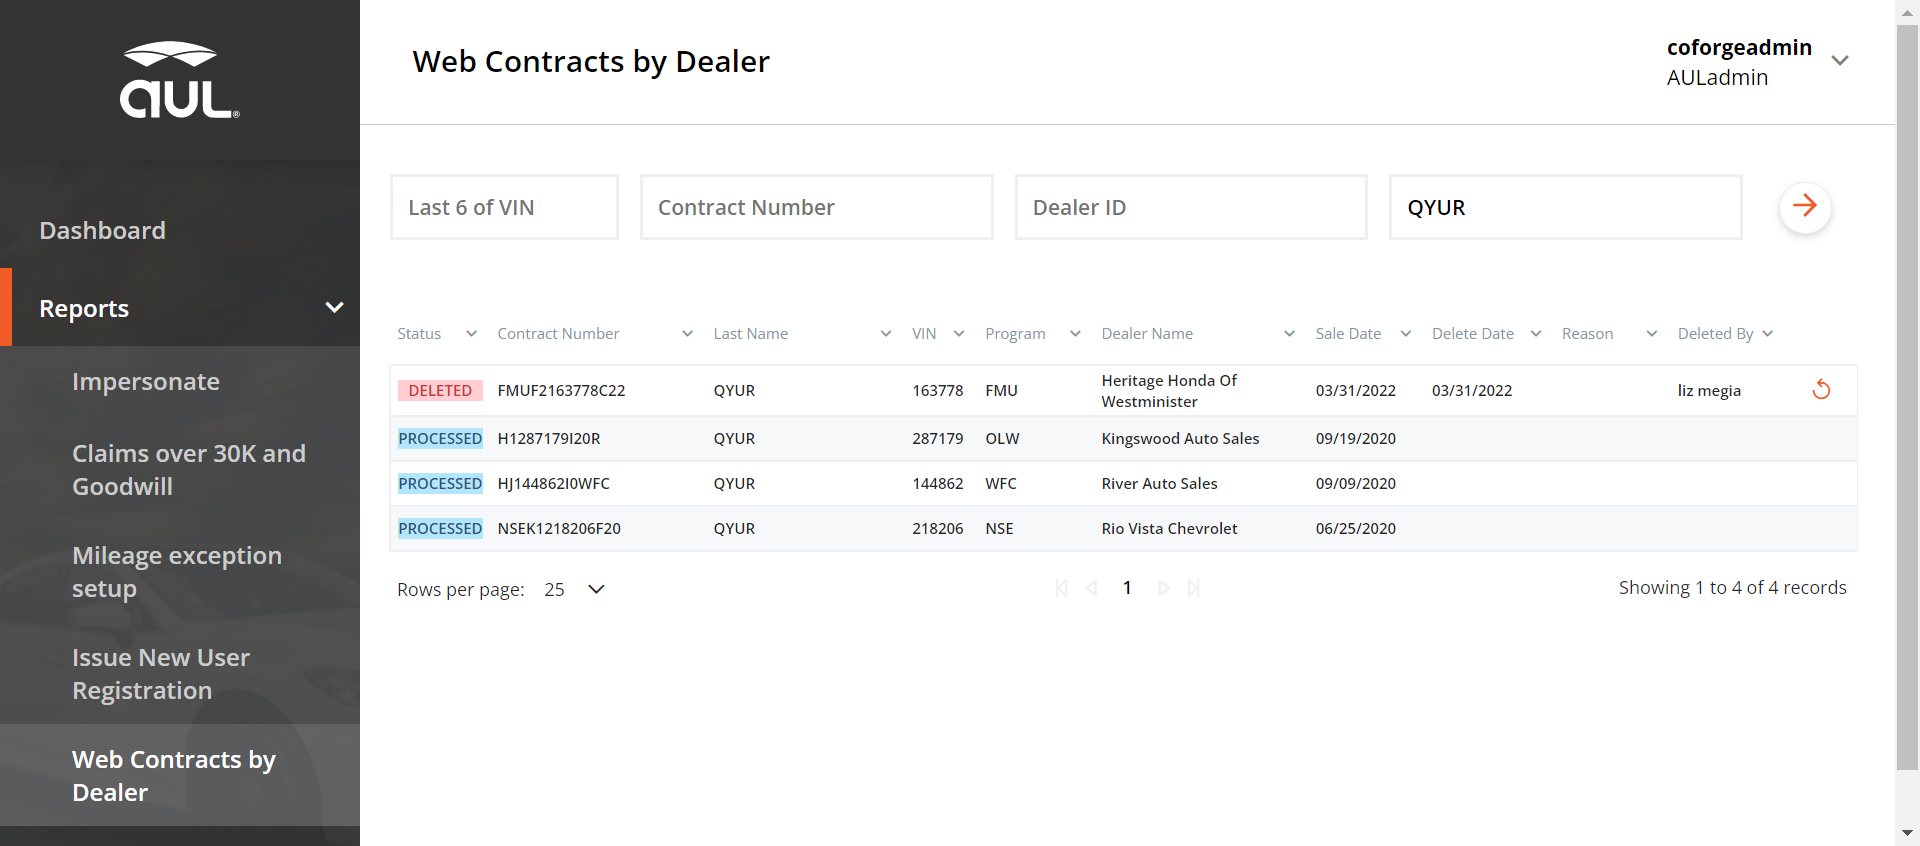 aUL®
Dashboard
Reports
Impersonate
Claims over 30K and
Goodwill
Mileage exception
setup
Issue New User
Registration
Web Contracts by
Dealer
Web Contracts by Dealer
coforgeadmin
AULadmin
Last 6 of VIN Contract Number Dealer ID QYUR
Status Contract Number Last Name VIN Program Dealer Name Sale Date Delete Date Reason Deleted By
DELETED FMUF2163778C22 QYUR 163778 FMU Heritage Honda Of Westminister 03/31/2022 03/31/2022 liz megia
PROCESSED H1287179I20R QYUR 287179 OLW Kingswood Auto Sales 09/19/2020
PROCESSED HJ144862I0WFC QYUR 144862 WFC River Auto Sales 09/09/2020
PROCESSED NSEK1218206F20 QYUR 218206 NSE Rio Vista Chevrolet 06/25/2020
Rows per page: 25 1 Showing 1 to 4 of 4 records